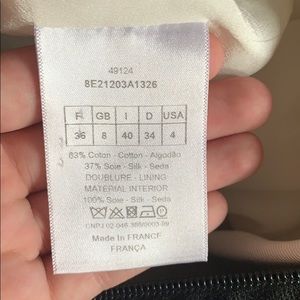 49124
8E21203A1326
F GB I D USA
36 8 40 34 4
63% Coton - Cotton - Algodão
37% Soie - Silk - Seda
DOUBLURE - LINING
MATERIAL INTERIOR
100% Soie - Silk - Seda
Made In FRANCE
FRANÇA